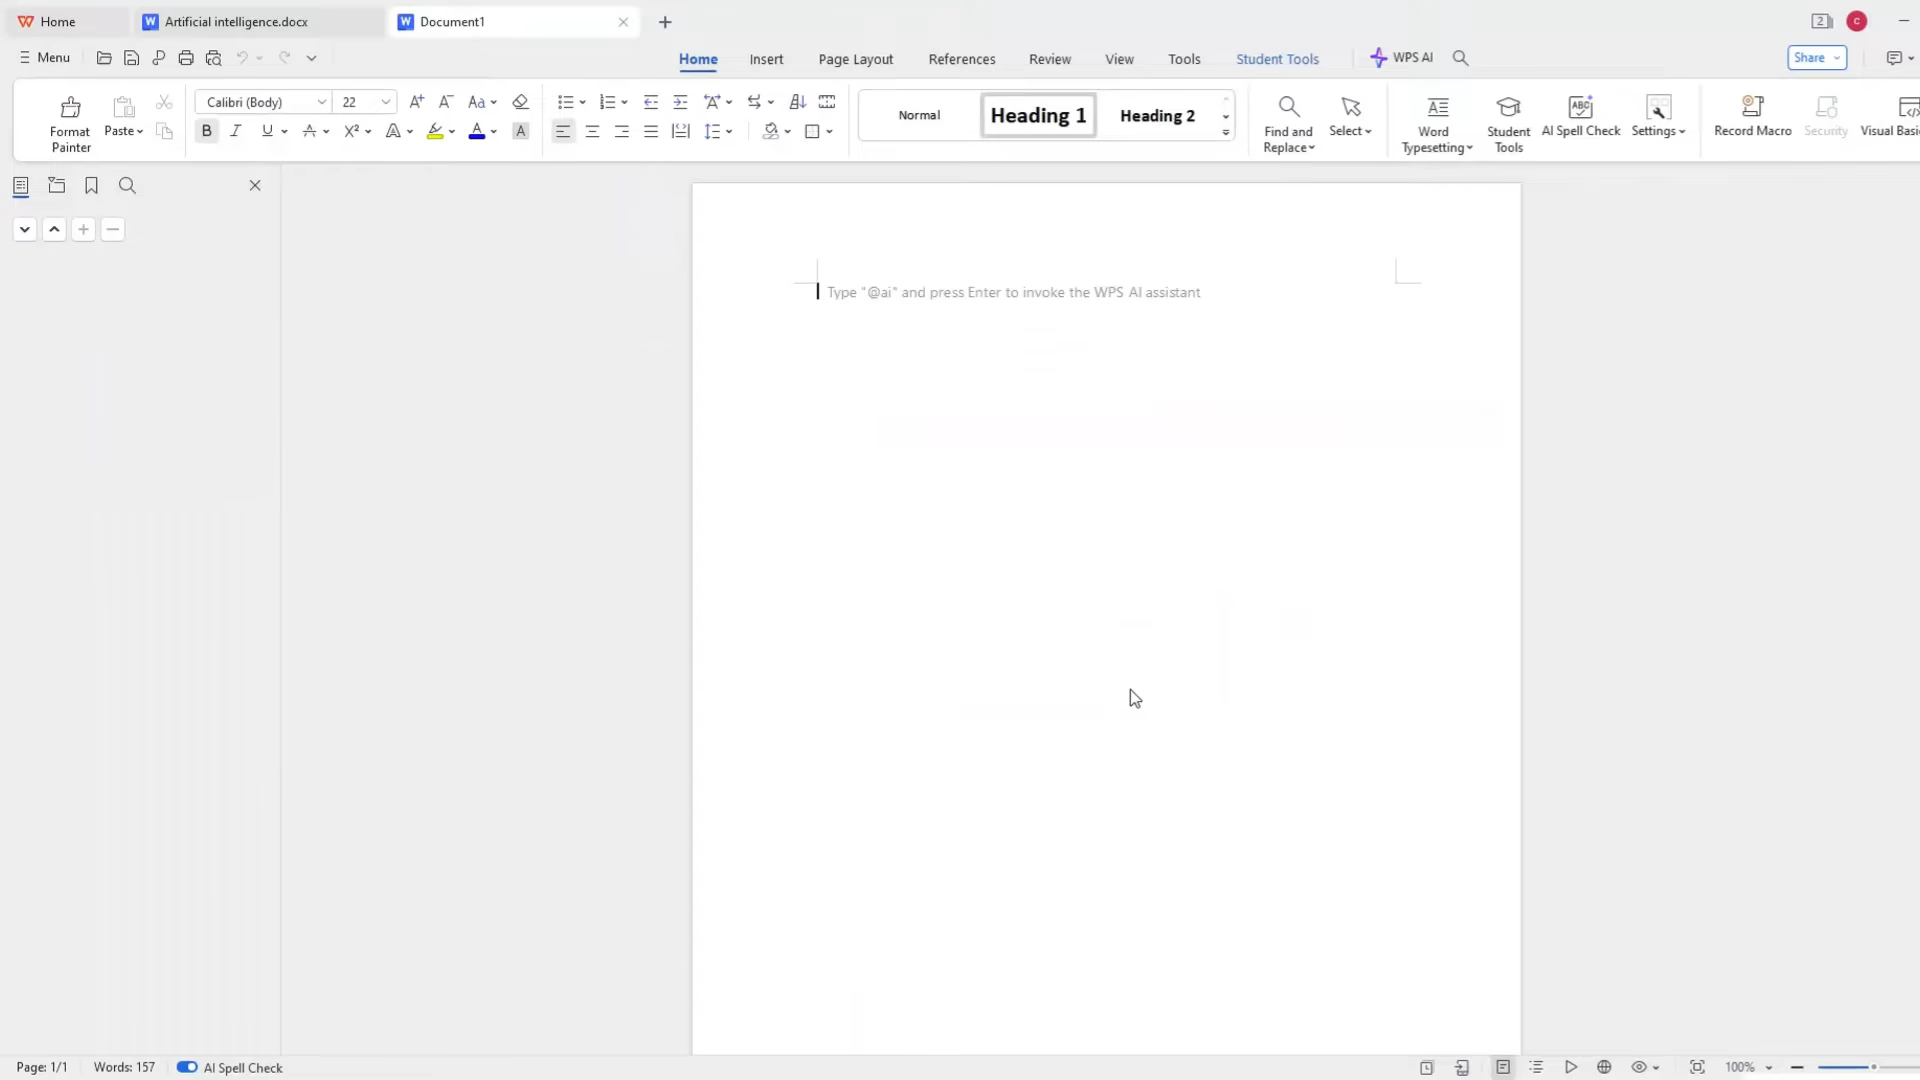 Home
Artificial intelligence.docx
Document1
2
C
Menu
Home
Insert
Page Layout
References
Review
View
Tools
Student Tools
WPS AI
Share
Format
Painter
Paste
Calibri (Body)
22
Normal
Heading 1
Heading 2
Find and
Replace
Select
Word
Typesetting
Student
Tools
AI Spell Check
Settings
Record Macro
Security
Visual Basi
Type "@ai" and press Enter to invoke the WPS AI assistant
Page: 1/1
Words: 157
AI Spell Check
100%